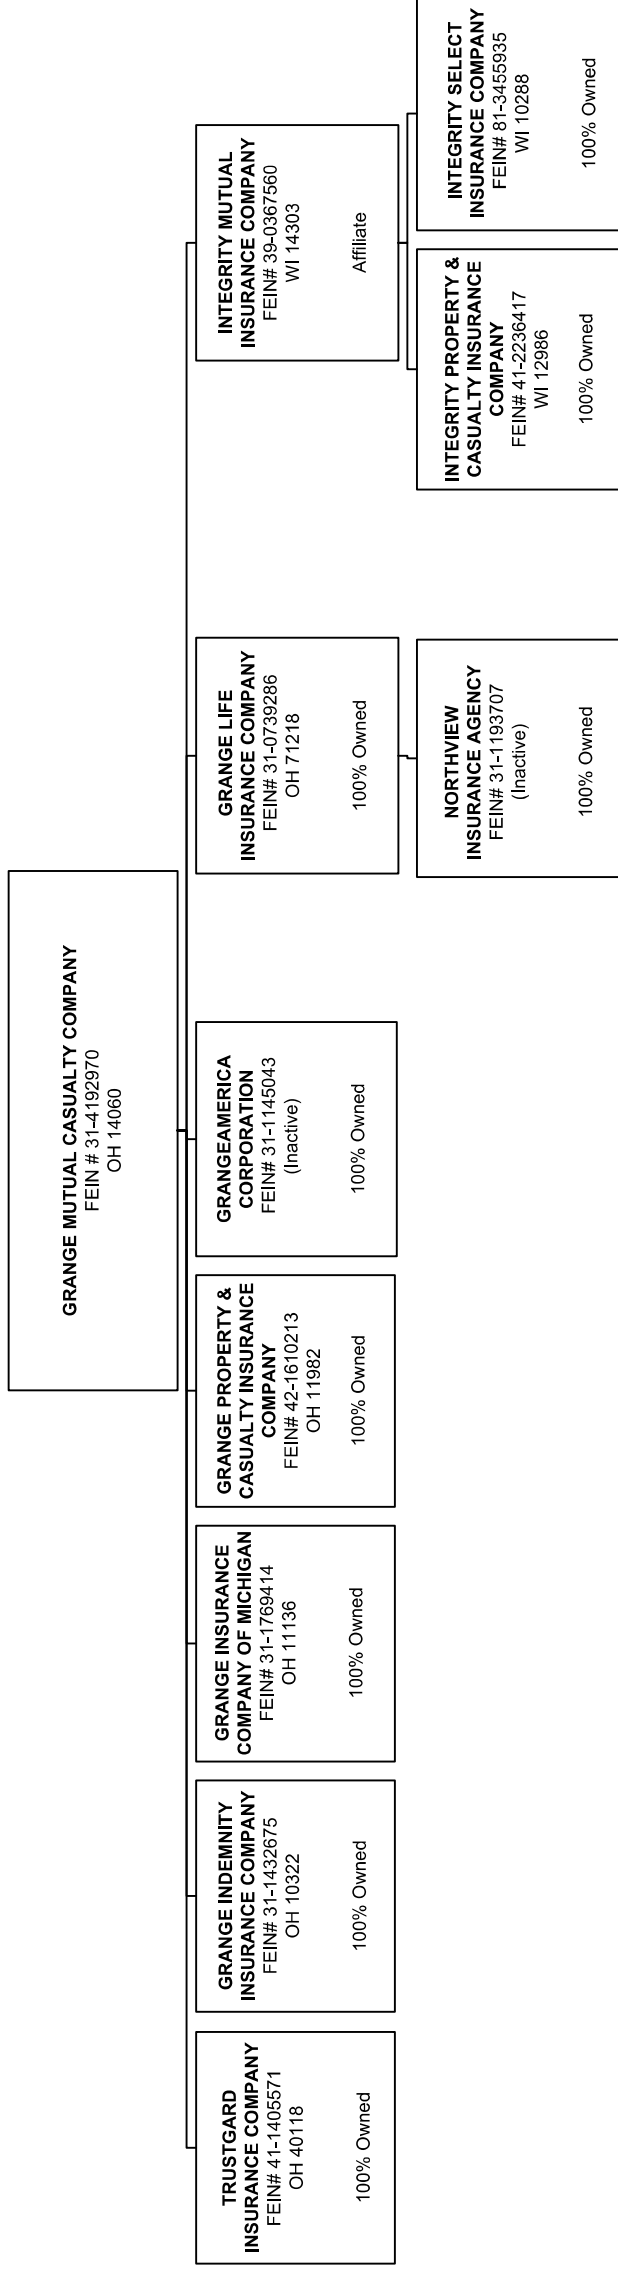 GRANGE MUTUAL CASUALTY COMPANY
FEIN # 31-4192970
OH 14060
TRUSTGARD
INSURANCE COMPANY
FEIN# 41-1405571
OH 40118
100% Owned
GRANGE INDEMNITY
INSURANCE COMPANY
FEIN# 31-1432675
OH 10322
100% Owned
GRANGE INSURANCE
COMPANY OF MICHIGAN
FEIN# 31-1769414
OH 11136
100% Owned
GRANGE PROPERTY &
CASUALTY INSURANCE
COMPANY
FEIN# 42-1610213
OH 11982
100% Owned
GRANGEAMERICA
CORPORATION
FEIN# 31-1145043
(Inactive)
100% Owned
GRANGE LIFE
INSURANCE COMPANY
FEIN# 31-0739286
OH 71218
100% Owned
INTEGRITY MUTUAL
INSURANCE COMPANY
FEIN# 39-0367560
WI 14303
Affiliate
NORTHVIEW
INSURANCE AGENCY
FEIN# 31-1193707
(Inactive)
100% Owned
INTEGRITY PROPERTY &
CASUALTY INSURANCE
COMPANY
FEIN# 41-2236417
WI 12986
100% Owned
INTEGRITY SELECT
INSURANCE COMPANY
FEIN# 81-3455935
WI 10288
100% Owned